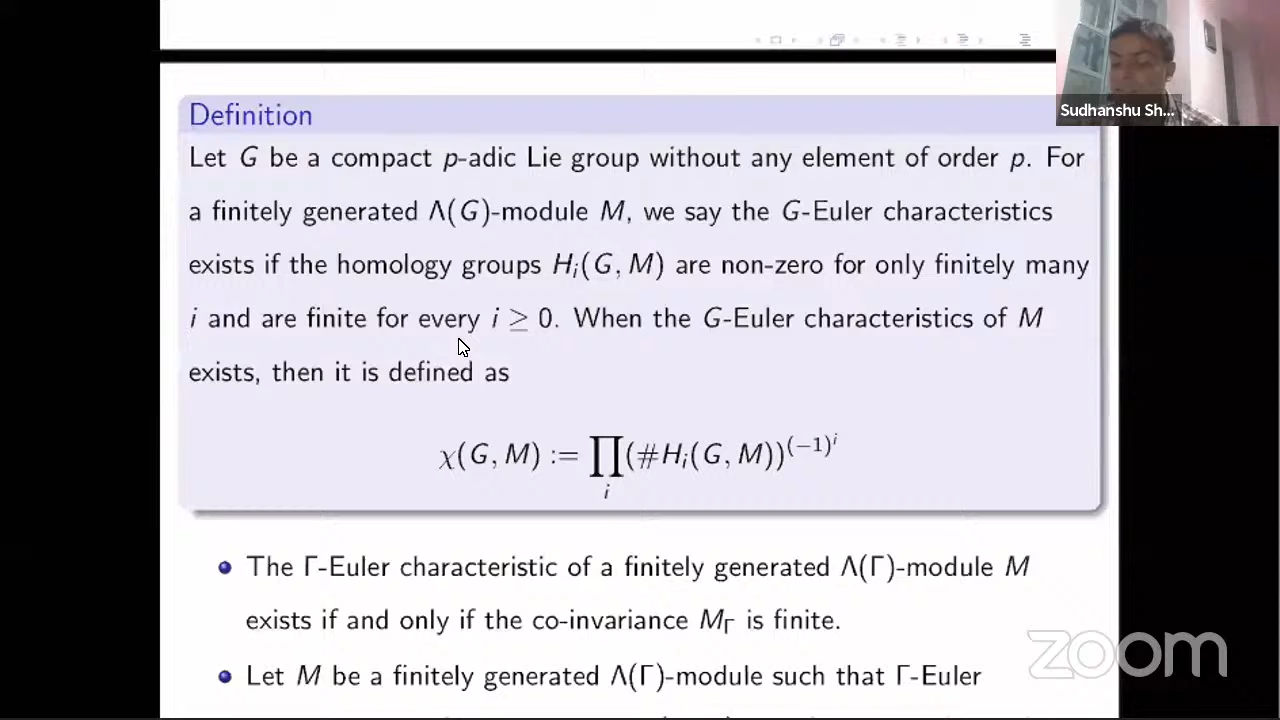 Sudhanshu Sh...
Definition
Let G be a compact p-adic Lie group without any element of order p. For
a finitely generated Λ(G)-module M, we say the G-Euler characteristics
exists if the homology groups Hᵢ(G, M) are non-zero for only finitely many
i and are finite for every i ≥ 0. When the G-Euler characteristics of M
exists, then it is defined as
χ(G, M) := ∏ᵢ(#Hᵢ(G, M))^(−1)^i
• The Γ-Euler characteristic of a finitely generated Λ(Γ)-module M
exists if and only if the co-invariance M_Γ is finite.
• Let M be a finitely generated Λ(Γ)-module such that Γ-Euler
zoom